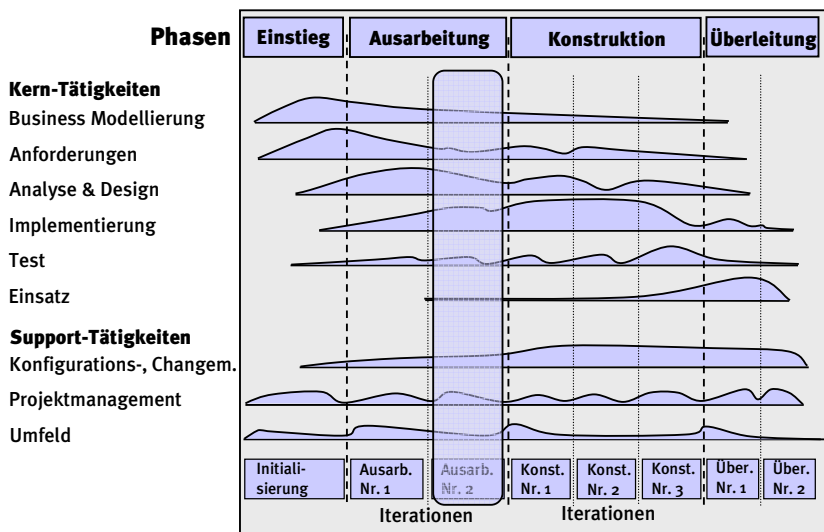 Phasen Einstieg Ausarbeitung Konstruktion Überleitung
Kern-Tätigkeiten
Business Modellierung
Anforderungen
Analyse & Design
Implementierung
Test
Einsatz
Support-Tätigkeiten
Konfigurations-, Changem.
Projektmanagement
Umfeld
Initiali-
sierung
Ausarb.
Nr. 1
Ausarb.
Nr. 2
Konst.
Nr. 1
Konst.
Nr. 2
Konst.
Nr. 3
Über.
Nr. 1
Über.
Nr. 2
Iterationen Iterationen